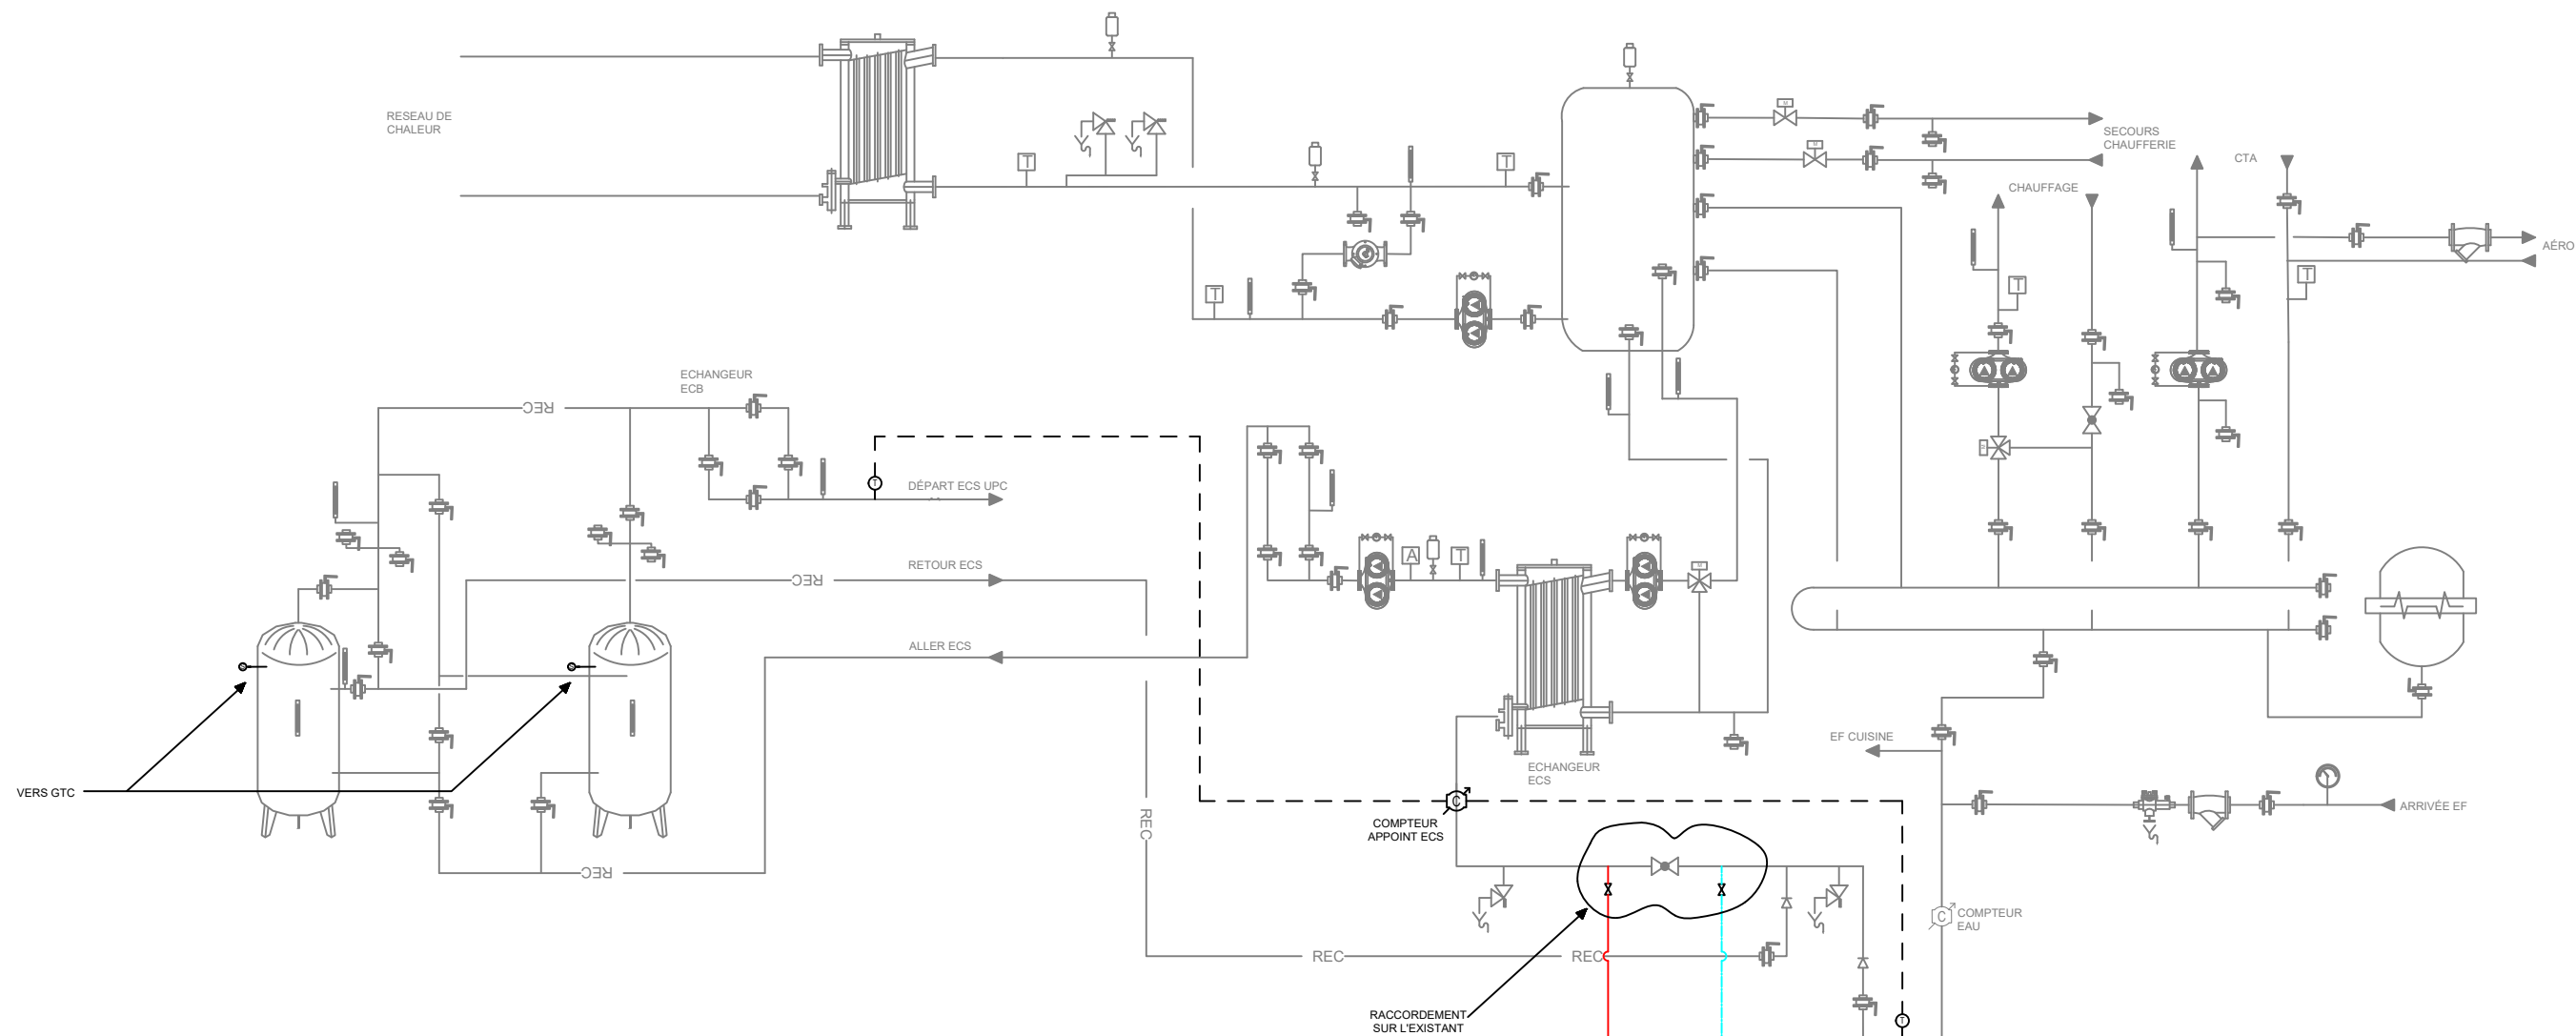 RESEAU DE
CHALEUR
T
T
T
M
M
SECOURS
CHAUFFERIE
CTA
CHAUFFAGE
T
T
AÉRO
ECHANGEUR
ECB
REC
T
DÉPART ECS UPC
M
RETOUR ECS
REC
A
T
M
ALLER ECS
EF CUISINE
ECHANGEUR
ECS
VERS GTC
C
COMPTEUR
APPOINT ECS
ARRIVÉE EF
REC
REC
C
COMPTEUR
EAU
REC
REC
RACCORDEMENT
SUR L'EXISTANT
T